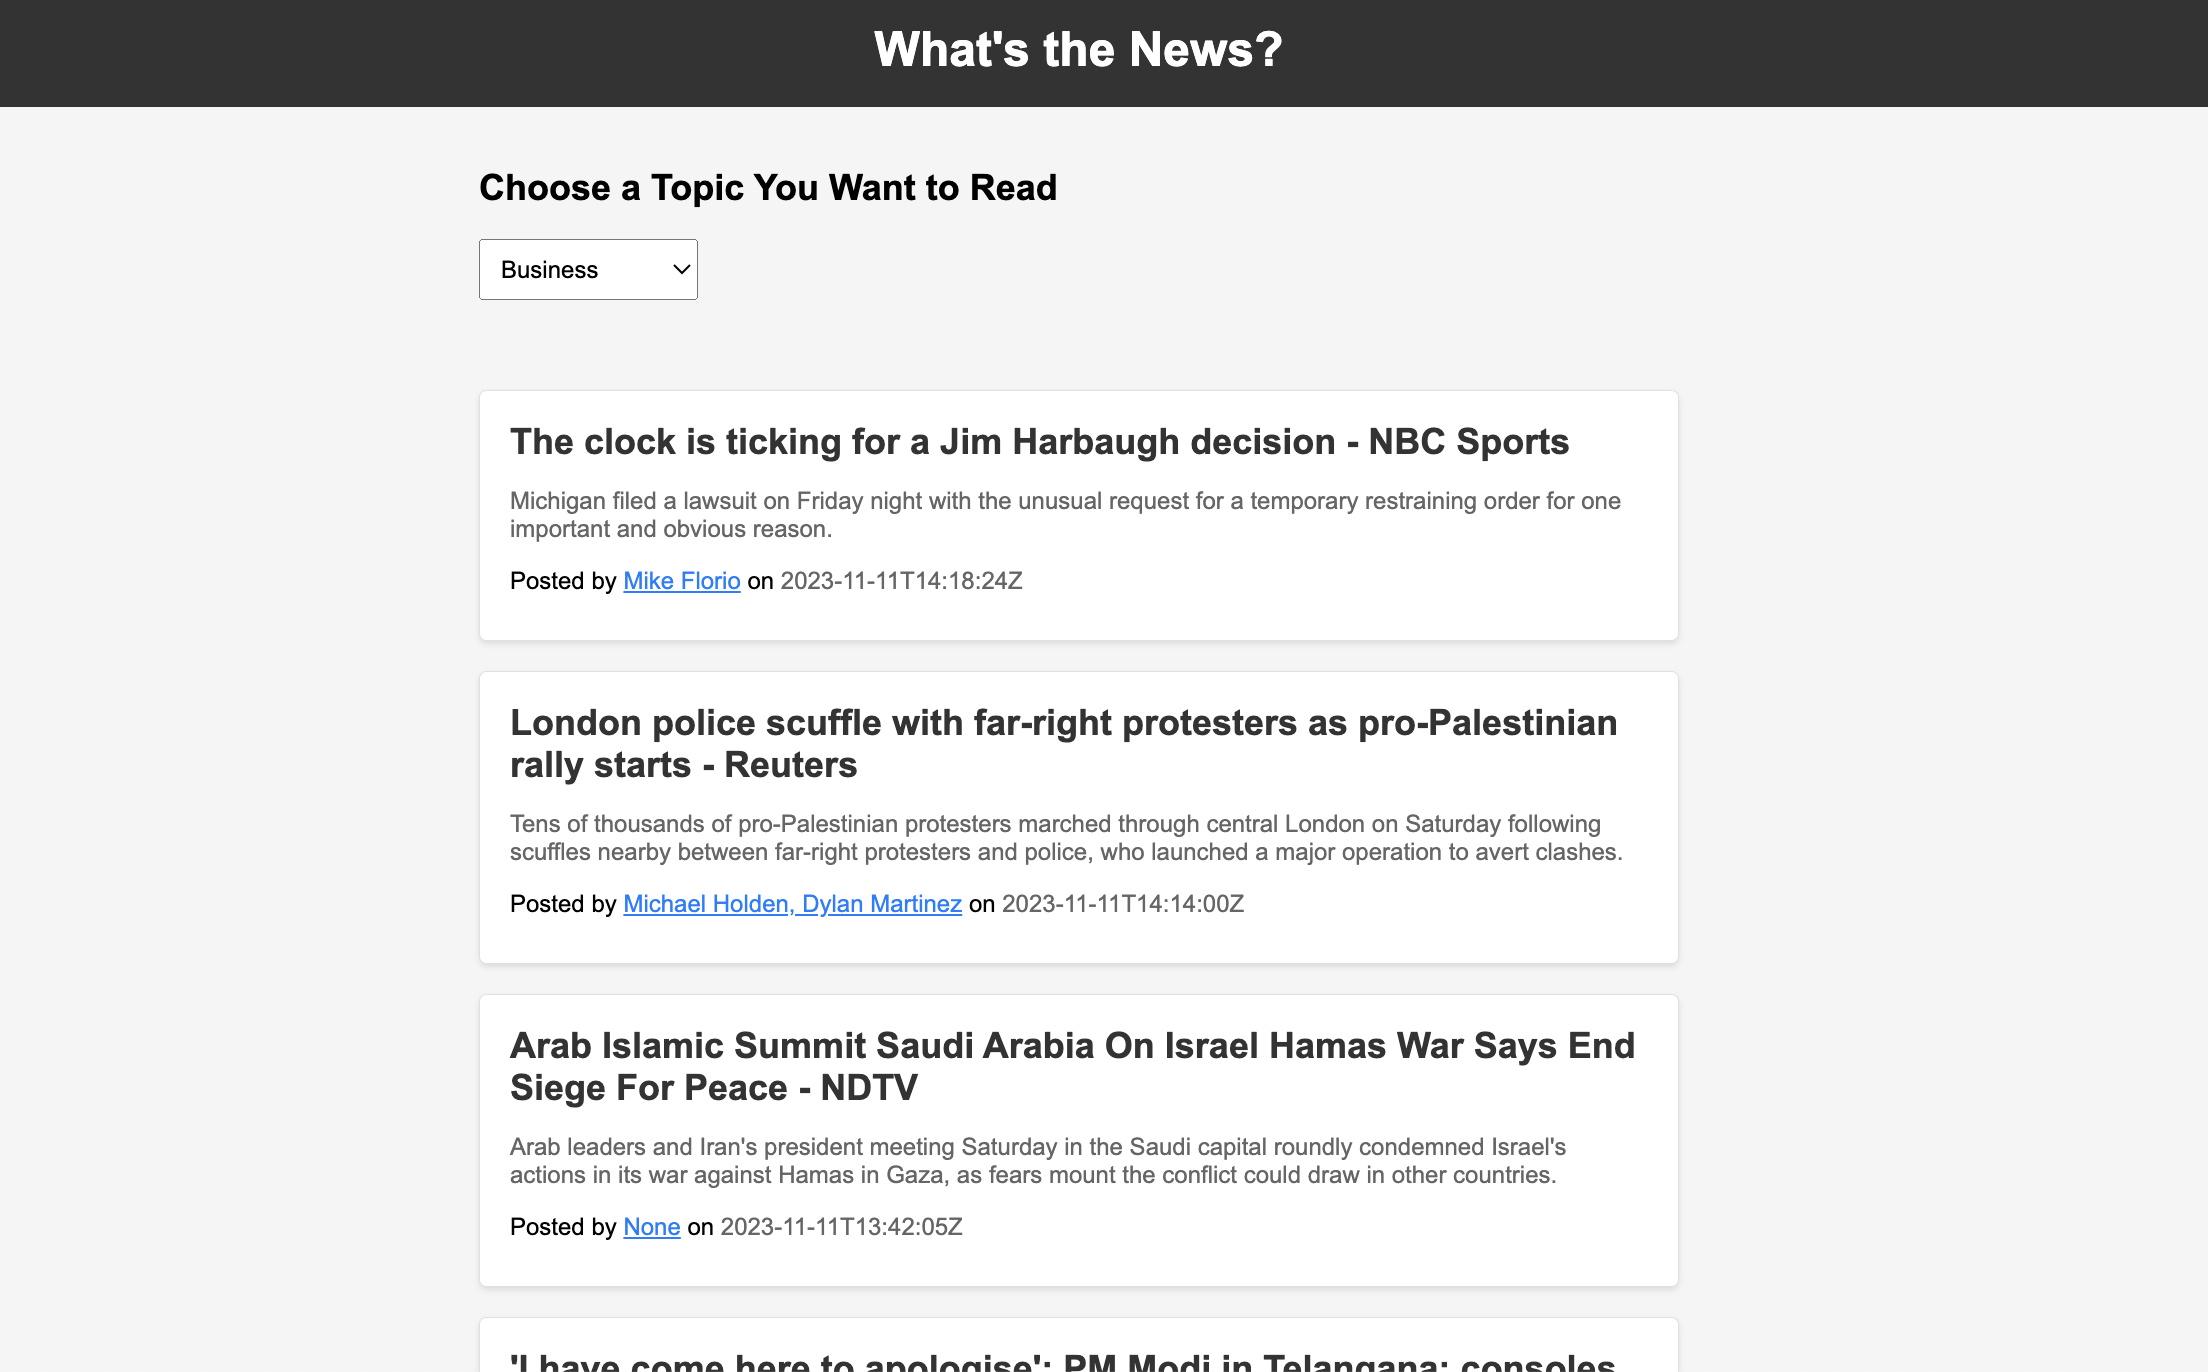 What's the News?
Choose a Topic You Want to Read
Business
The clock is ticking for a Jim Harbaugh decision - NBC Sports
Michigan filed a lawsuit on Friday night with the unusual request for a temporary restraining order for one
important and obvious reason.
Posted by Mike Florio on 2023-11-11T14:18:24Z
London police scuffle with far-right protesters as pro-Palestinian
rally starts - Reuters
Tens of thousands of pro-Palestinian protesters marched through central London on Saturday following
scuffles nearby between far-right protesters and police, who launched a major operation to avert clashes.
Posted by Michael Holden, Dylan Martinez on 2023-11-11T14:14:00Z
Arab Islamic Summit Saudi Arabia On Israel Hamas War Says End
Siege For Peace - NDTV
Arab leaders and Iran's president meeting Saturday in the Saudi capital roundly condemned Israel's
actions in its war against Hamas in Gaza, as fears mount the conflict could draw in other countries.
Posted by None on 2023-11-11T13:42:05Z
'I have come here to apologise': PM Modi in Telangana; consoles